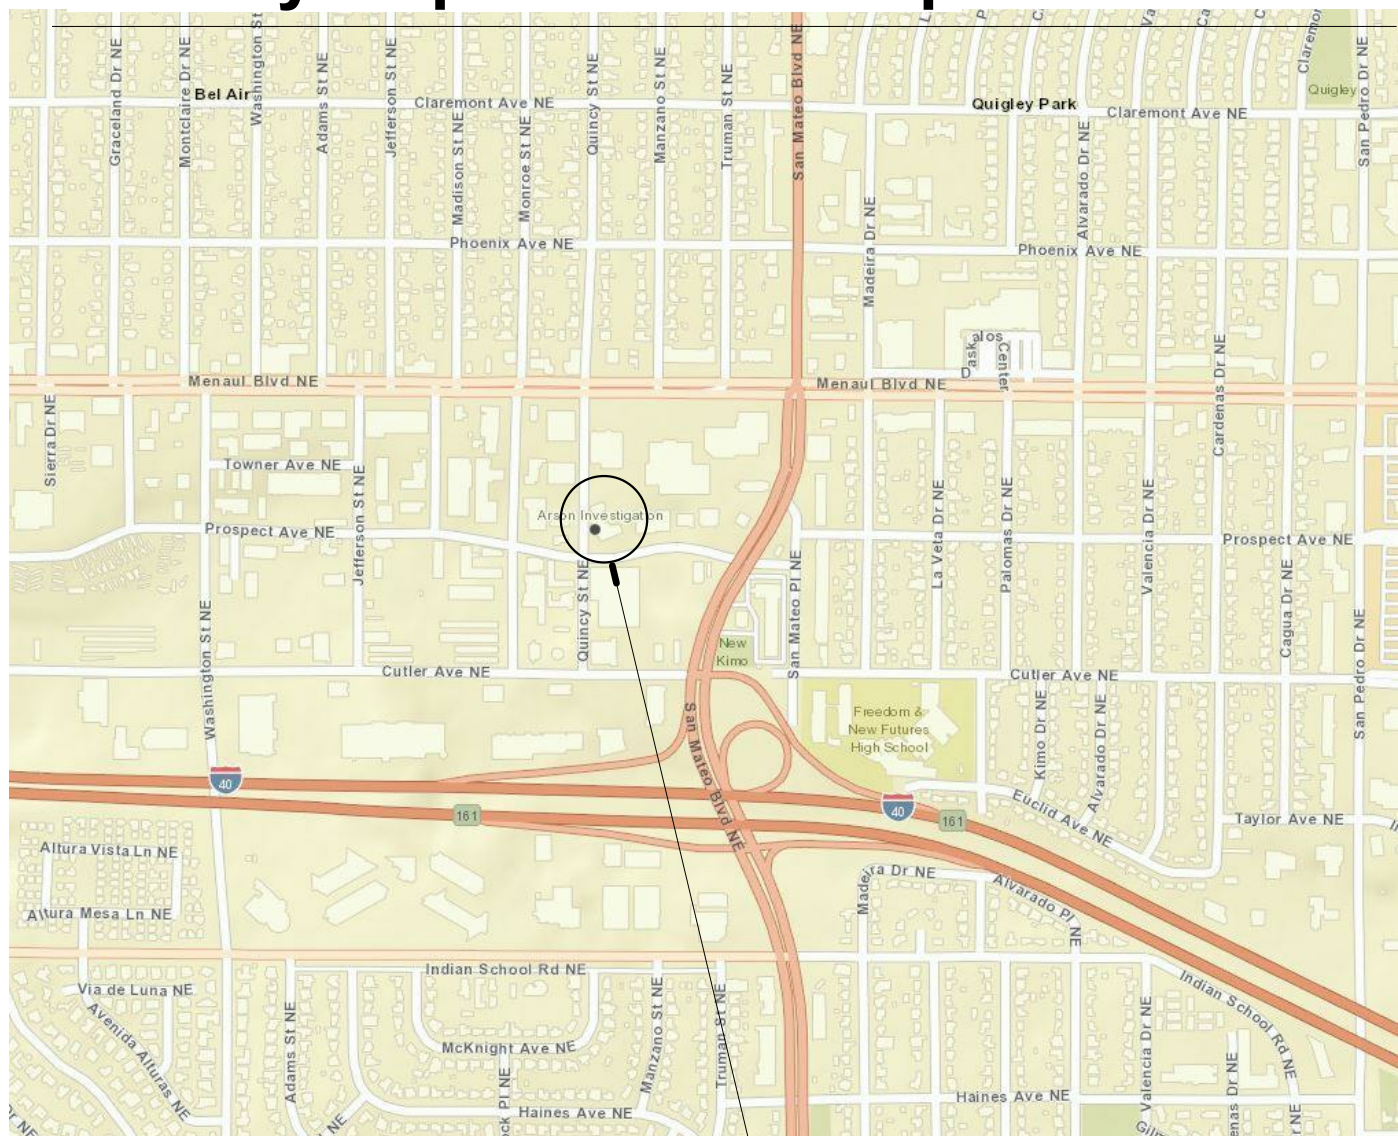 Graceland Dr NE
Montclaire Dr NE
Bel Air
Washington St
Adams St NE
Jefferson St NE
Claremont Ave NE
Madison St NE
Monroe St NE
Quincy St NE
Manzano St NE
Truman St NE
San Mateo Blvd NE
Quigley Park
Claremont Ave NE
Quigley
San Pedro Dr NE
Alvarado Dr NE
Madeira Dr NE
Phoenix Ave NE
Phoenix Ave NE
Daskalos
Center
Menaul Blvd NE
Menaul Blvd NE
Cardenas Dr NE
Sierra Dr NE
Towner Ave NE
Jefferson St NE
Prospect Ave NE
Arson Investigation
La Veta Dr NE
Palomas Dr NE
Valencia Dr NE
Prospect Ave NE
Quincy St NE
San Mateo Pl NE
Cagua Dr NE
Washington St NE
New
Kimo
Cutler Ave NE
Cutler Ave NE
San Pedro Dr NE
San Mateo Blvd NE
Freedom &
New Futures
High School
Kimo Dr NE
Alvarado Dr NE
40
161
40
161
Euclid Ave NE
Taylor Ave NE
Altura Vista Ln NE
Altura Mesa Ln NE
Madeira Dr NE
Alvarado Pl NE
Indian School Rd NE
Indian School Rd NE
Via de Luna NE
Avenida Alturas NE
Adams St NE
McKnight Ave NE
Manzano St NE
Truman St NE
Valencia Dr NE
Haines Ave NE
Haines Ave NE